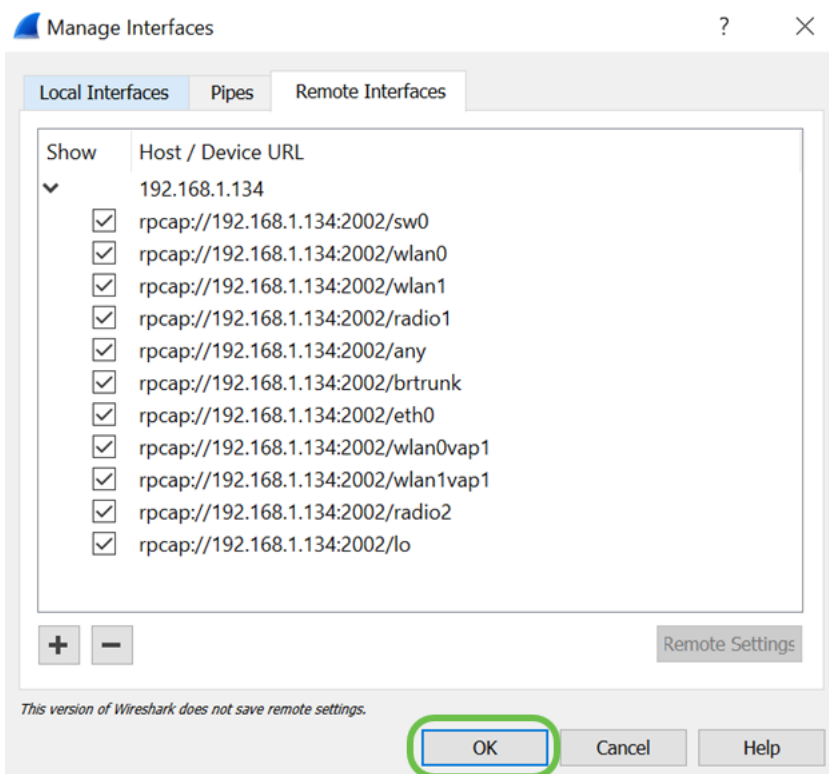 Manage Interfaces
Local Interfaces Pipes Remote Interfaces
Show Host / Device URL
192.168.1.134
rpcap://192.168.1.134:2002/sw0
rpcap://192.168.1.134:2002/wlan0
rpcap://192.168.1.134:2002/wlan1
rpcap://192.168.1.134:2002/radio1
rpcap://192.168.1.134:2002/any
rpcap://192.168.1.134:2002/brtrunk
rpcap://192.168.1.134:2002/eth0
rpcap://192.168.1.134:2002/wlan0vap1
rpcap://192.168.1.134:2002/wlan1vap1
rpcap://192.168.1.134:2002/radio2
rpcap://192.168.1.134:2002/lo
Remote Settings
This version of Wireshark does not save remote settings.
OK Cancel Help